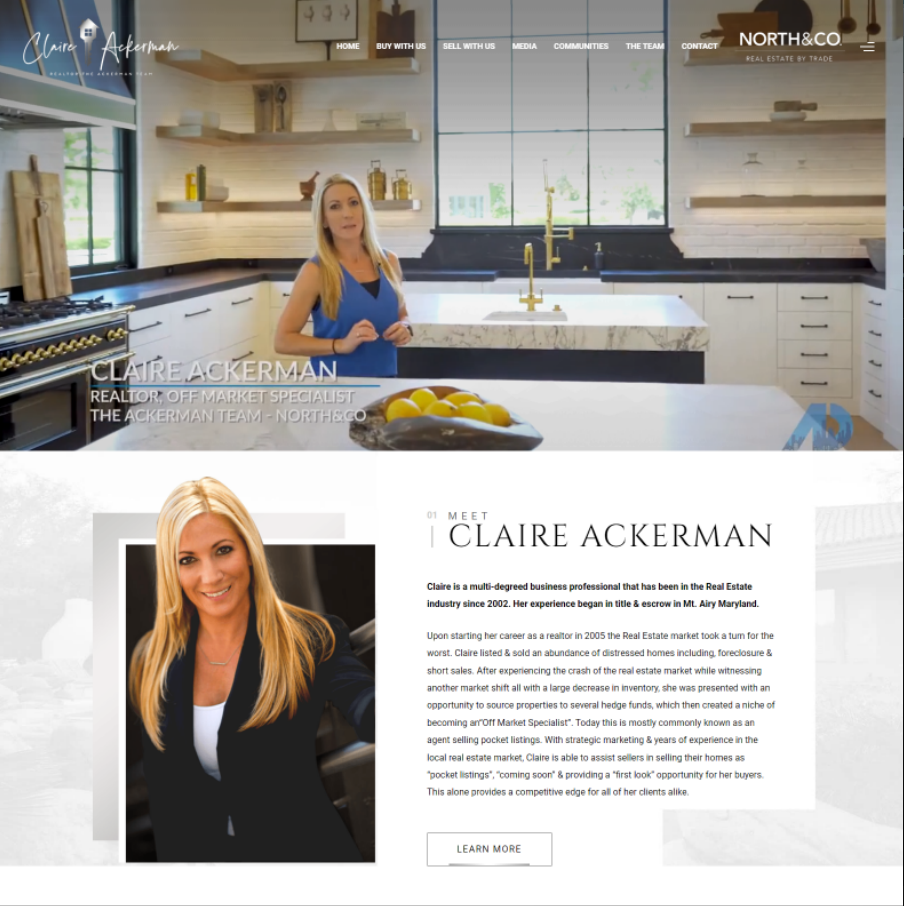 Claire Ackerman
REALTOR THE ACKERMAN TEAM
HOME BUY WITH US SELL WITH US MEDIA COMMUNITIES THE TEAM CONTACT
NORTH&CO.
REAL ESTATE BY TRADE
CLAIRE ACKERMAN
REALTOR, OFF MARKET SPECIALIST
THE ACKERMAN TEAM - NORTH&CO
01 MEET
CLAIRE ACKERMAN
Claire is a multi-degreed business professional that has been in the Real Estate
industry since 2002. Her experience began in title & escrow in Mt. Airy Maryland.
Upon starting her career as a realtor in 2005 the Real Estate market took a turn for the
worst. Claire listed & sold an abundance of distressed homes including, foreclosure &
short sales. After experiencing the crash of the real estate market while witnessing
another market shift all with a large decrease in inventory, she was presented with an
opportunity to source properties to several hedge funds, which then created a niche of
becoming an"Off Market Specialist". Today this is mostly commonly known as an
agent selling pocket listings. With strategic marketing & years of experience in the
local real estate market, Claire is able to assist sellers in selling their homes as
"pocket listings", "coming soon" & providing a "first look" opportunity for her buyers.
This alone provides a competitive edge for all of her clients alike.
LEARN MORE